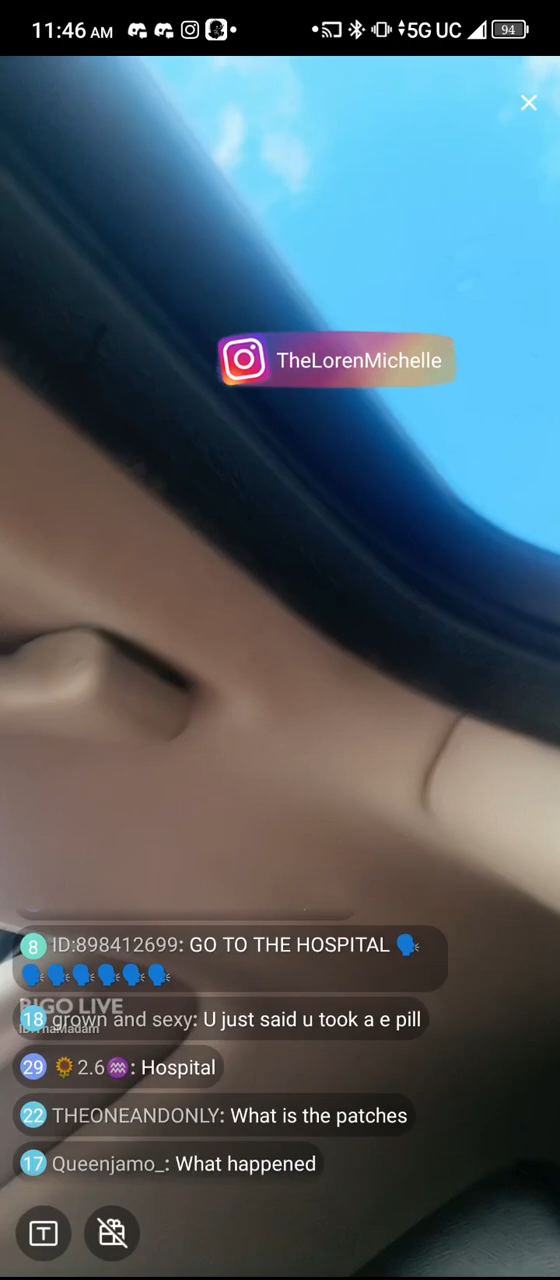 11:46 AM
5G UC
94
TheLorenMichelle
8 ID:898412699: GO TO THE HOSPITAL 🗣️
🗣️🗣️🗣️🗣️🗣️🗣️
BIGO LIVE
18 grown and sexy: U just said u took a e pill
29 🌻2.6♒: Hospital
22 THEONEANDONLY: What is the patches
17 Queenjamo_: What happened
T